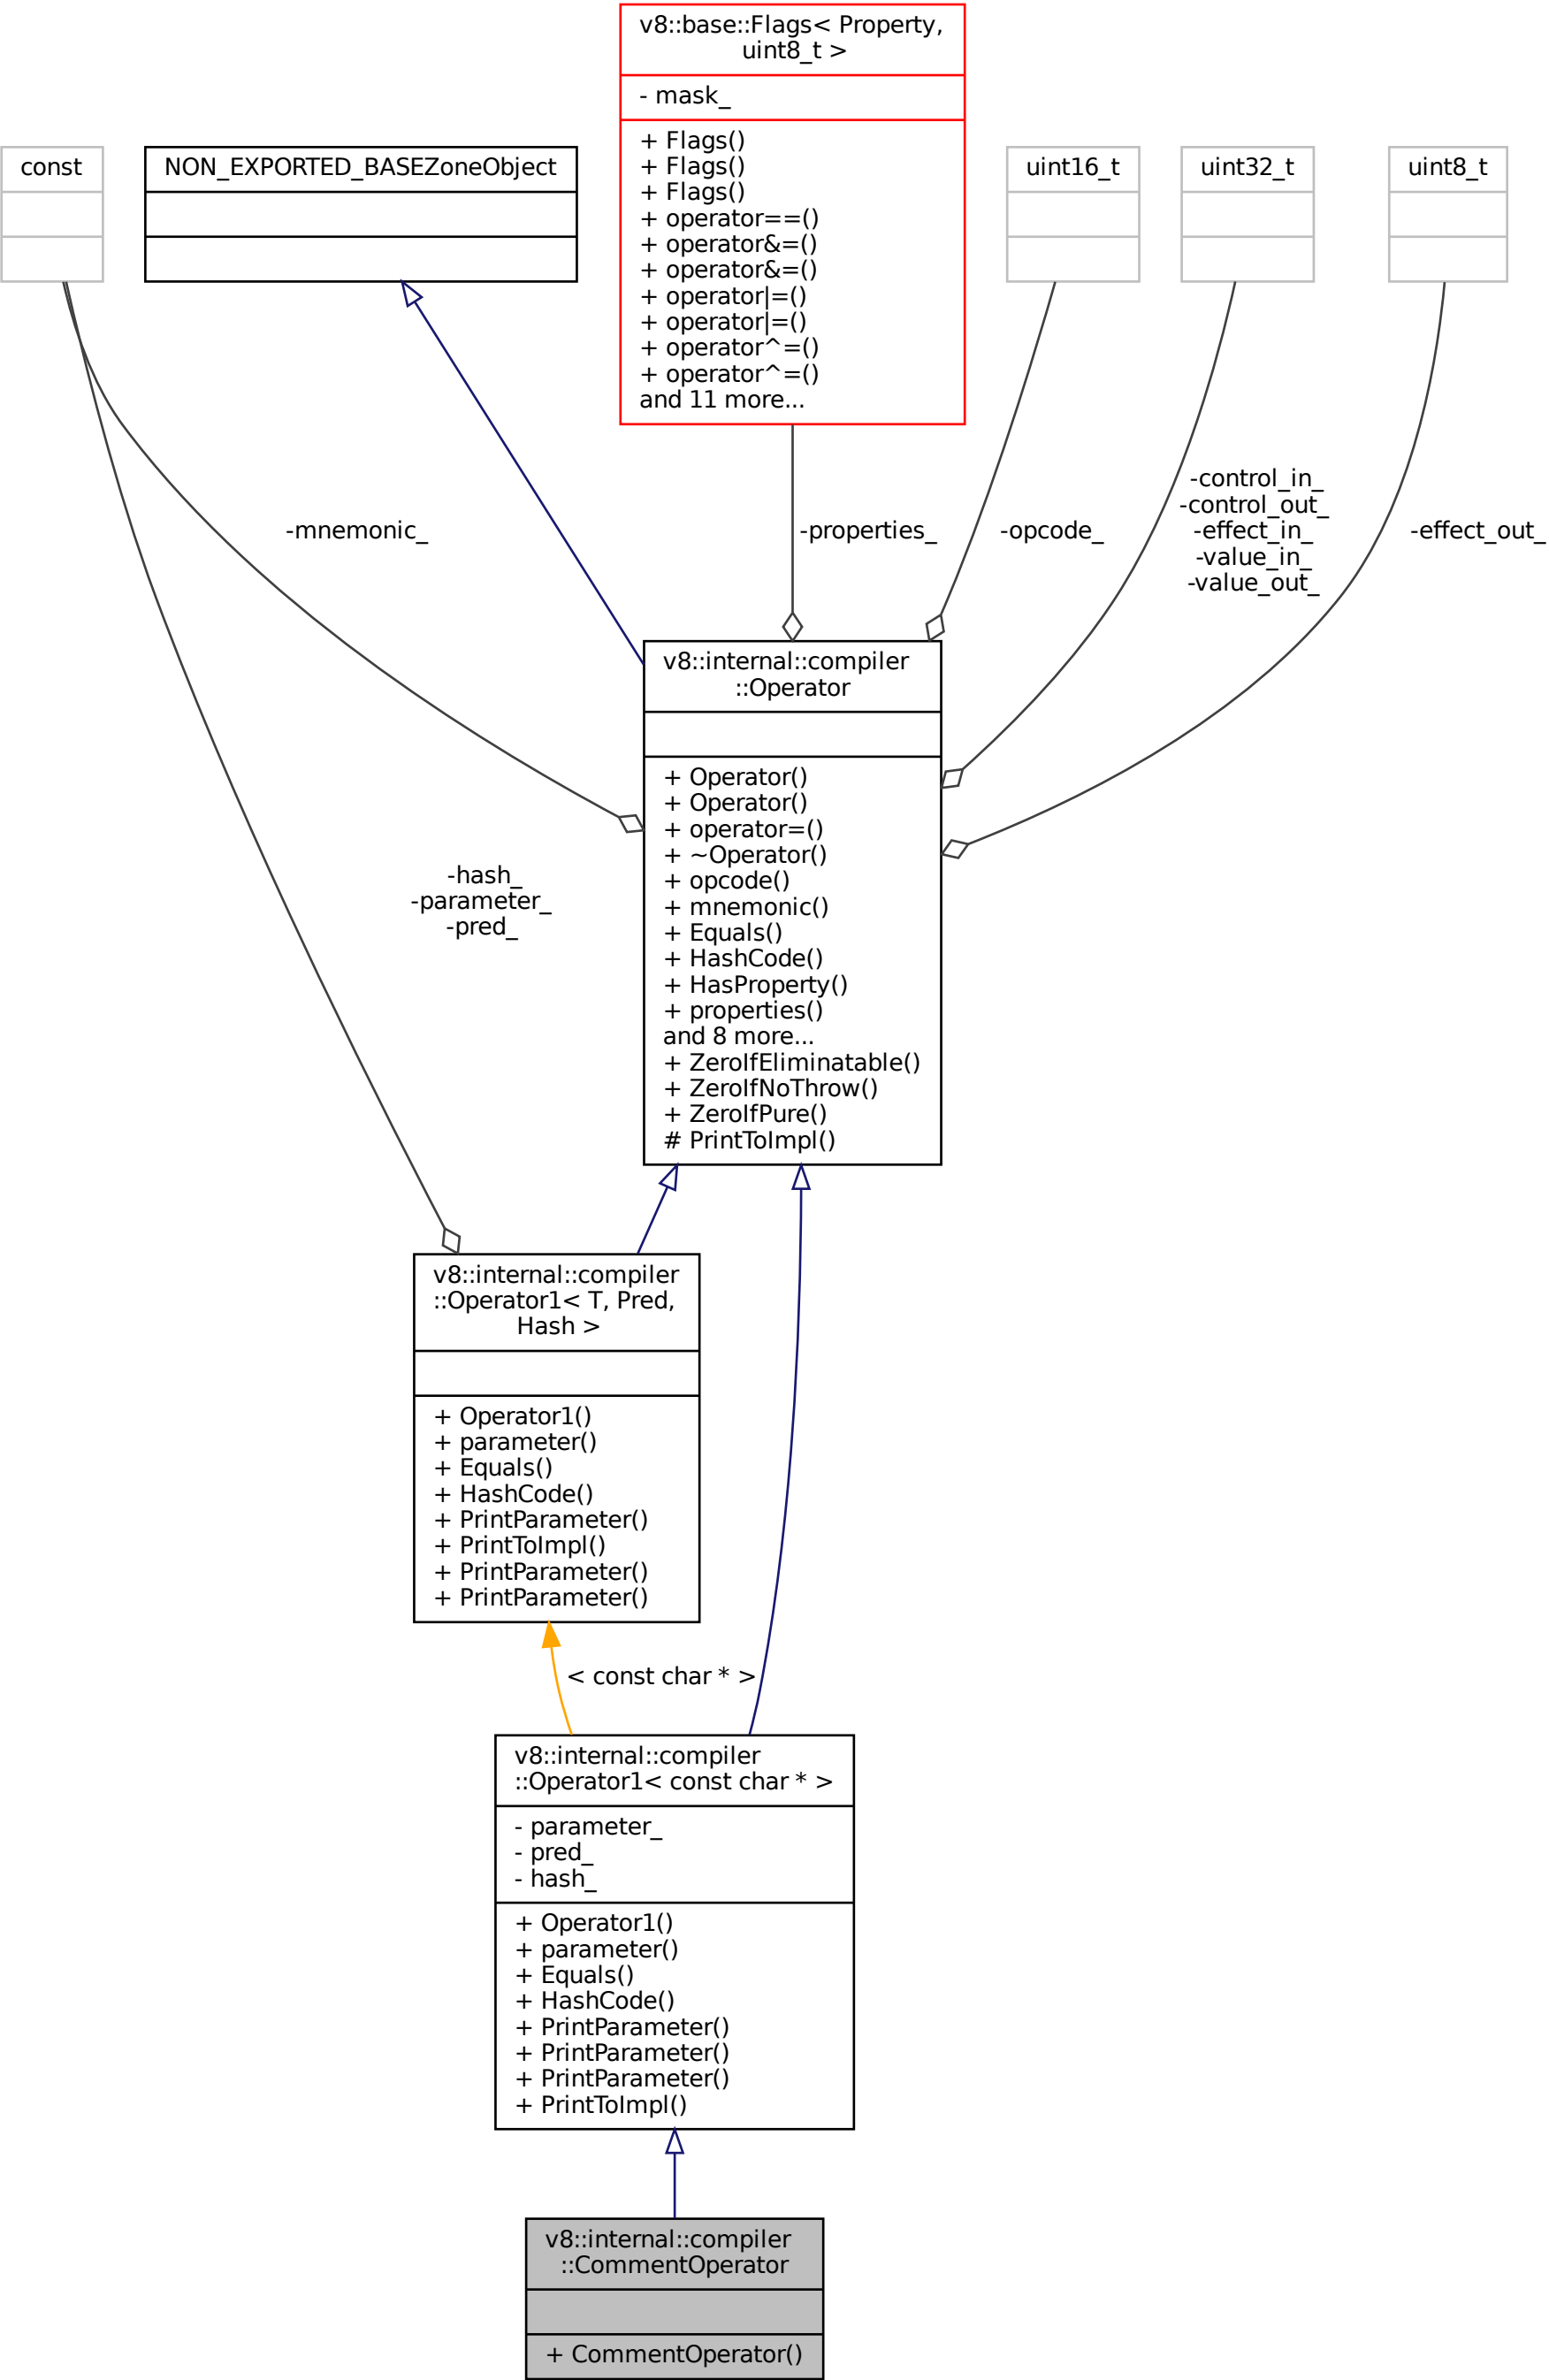 v8::base::Flags< Property,
uint8_t >
- mask_
+ Flags()
+ Flags()
+ Flags()
+ operator==()
+ operator&=()
+ operator&=()
+ operator|=()
+ operator|=()
+ operator^=()
+ operator^=()
and 11 more...
const
NON_EXPORTED_BASEZoneObject
uint16_t
uint32_t
uint8_t
-mnemonic_
-properties_
-opcode_
-control_in_
-control_out_
-effect_in_
-value_in_
-value_out_
-effect_out_
v8::internal::compiler
::Operator
+ Operator()
+ Operator()
+ operator=()
+ ~Operator()
+ opcode()
+ mnemonic()
+ Equals()
+ HashCode()
+ HasProperty()
+ properties()
and 8 more...
+ ZeroIfEliminatable()
+ ZeroIfNoThrow()
+ ZeroIfPure()
# PrintToImpl()
-hash_
-parameter_
-pred_
v8::internal::compiler
::Operator1< T, Pred,
Hash >
+ Operator1()
+ parameter()
+ Equals()
+ HashCode()
+ PrintParameter()
+ PrintToImpl()
+ PrintParameter()
+ PrintParameter()
< const char * >
v8::internal::compiler
::Operator1< const char * >
- parameter_
- pred_
- hash_
+ Operator1()
+ parameter()
+ Equals()
+ HashCode()
+ PrintParameter()
+ PrintParameter()
+ PrintParameter()
+ PrintToImpl()
v8::internal::compiler
::CommentOperator
+ CommentOperator()